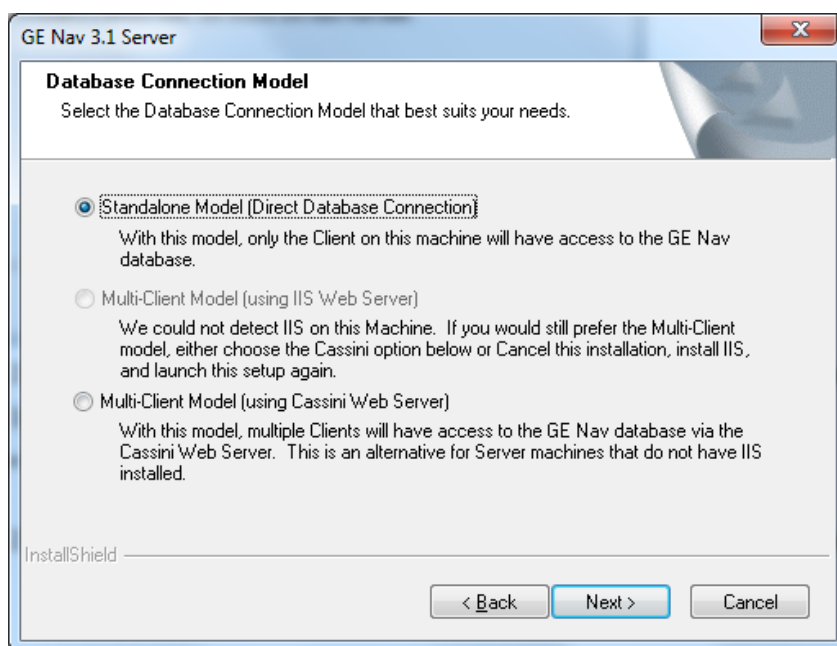 GE Nav 3.1 Server
Database Connection Model
Select the Database Connection Model that best suits your needs.
Standalone Model (Direct Database Connection)
With this model, only the Client on this machine will have access to the GE Nav
database.
Multi-Client Model (using IIS Web Server)
We could not detect IIS on this Machine.  If you would still prefer the Multi-Client
model, either choose the Cassini option below or Cancel this installation, install IIS,
and launch this setup again.
Multi-Client Model (using Cassini Web Server)
With this model, multiple Clients will have access to the GE Nav database via the
Cassini Web Server.  This is an alternative for Server machines that do not have IIS
installed.
InstallShield
< Back
Next >
Cancel